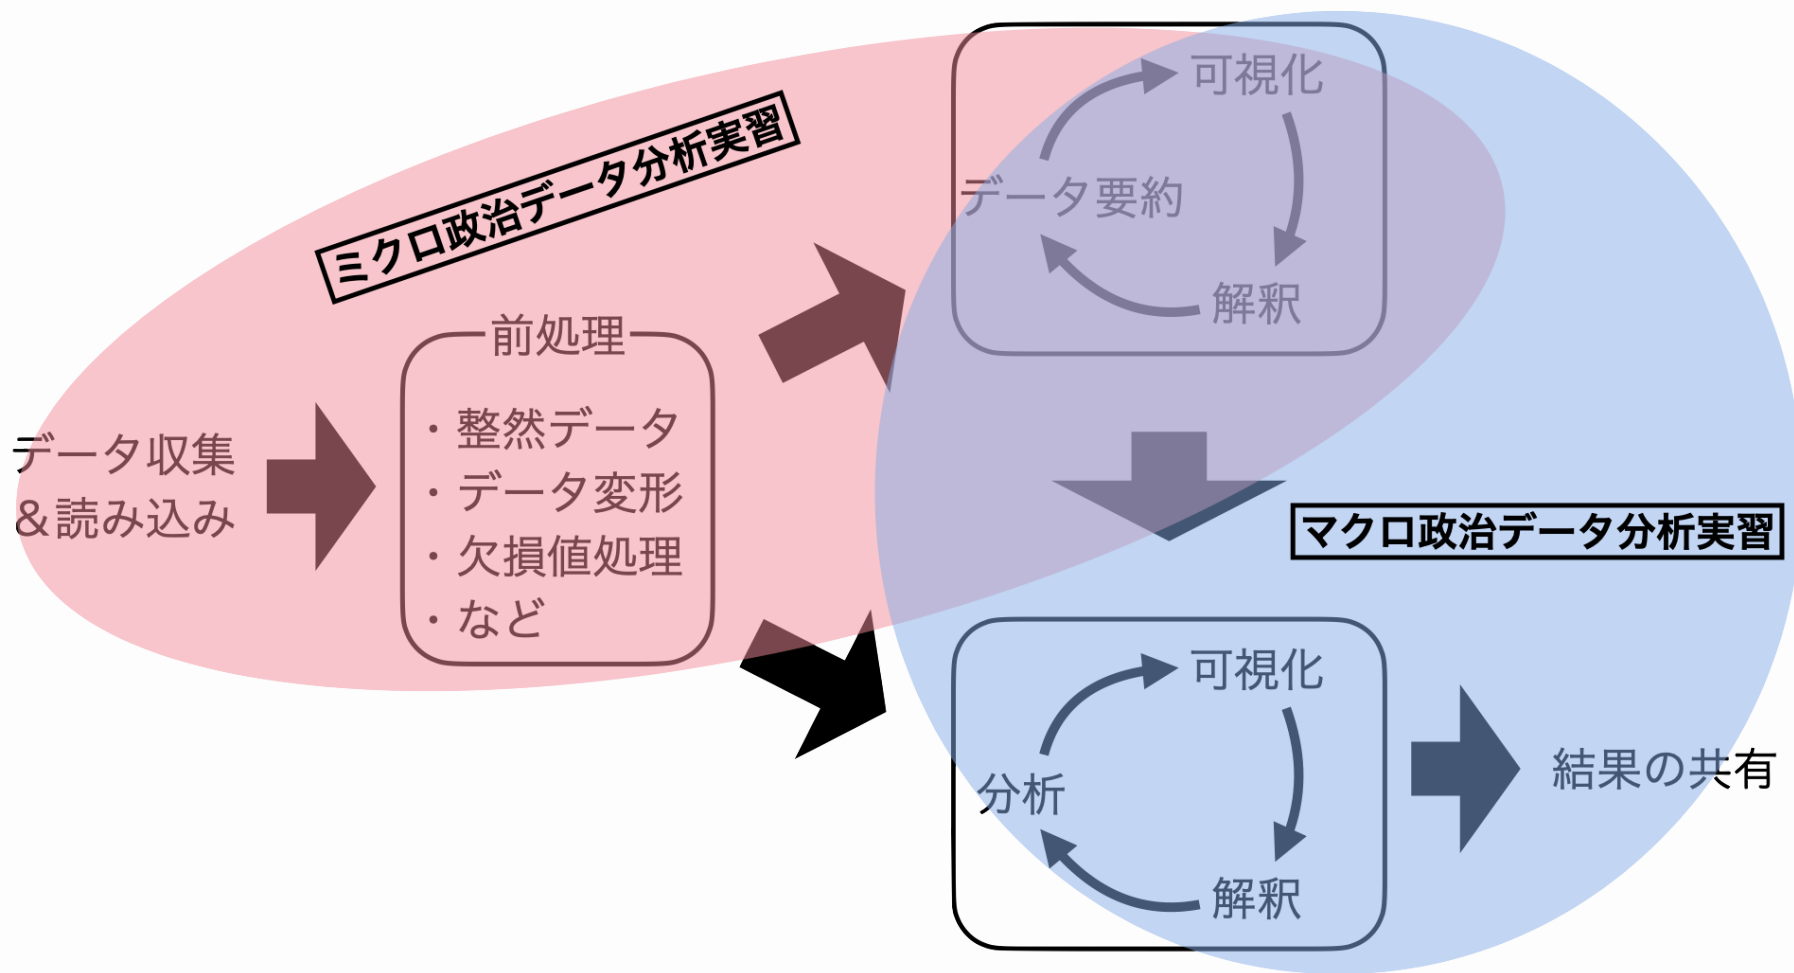 ミクロ政治データ分析実習
データ収集
&読み込み
前処理
・整然データ
・データ変形
・欠損値処理
・など
可視化
データ要約
解釈
マクロ政治データ分析実習
可視化
分析
解釈
結果の共有